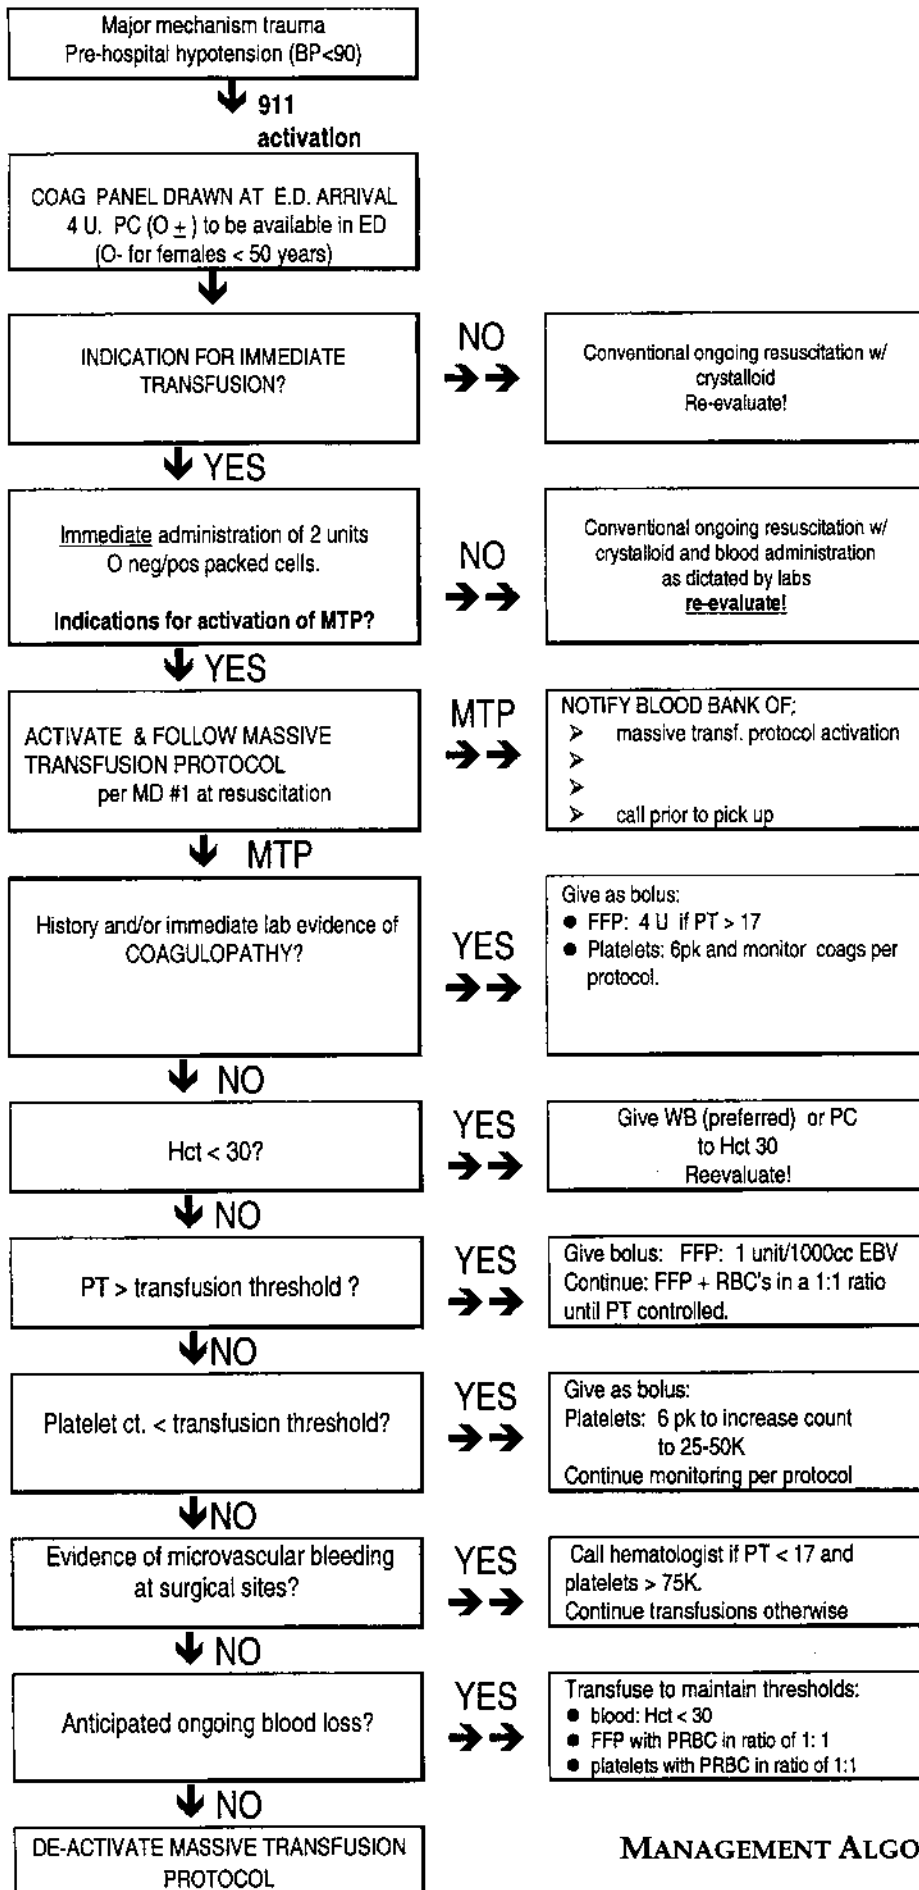 Major mechanism trauma
Pre-hospital hypotension (BP<90)
911
activation
COAG PANEL DRAWN AT E.D. ARRIVAL
4 U. PC (O ±) to be available in ED
(O- for females < 50 years)
INDICATION FOR IMMEDIATE
TRANSFUSION?
NO
Conventional ongoing resuscitation w/
crystalloid
Re-evaluate!
YES
Immediate administration of 2 units
O neg/pos packed cells.
Indications for activation of MTP?
NO
Conventional ongoing resuscitation w/
crystalloid and blood administration
as dictated by labs
re-evaluate!
YES
ACTIVATE & FOLLOW MASSIVE
TRANSFUSION PROTOCOL
per MD #1 at resuscitation
MTP
NOTIFY BLOOD BANK OF:
➢ massive transf. protocol activation
➢
➢
➢ call prior to pick up
MTP
History and/or immediate lab evidence of
COAGULOPATHY?
YES
Give as bolus:
● FFP: 4 U if PT > 17
● Platelets: 6pk and monitor coags per
protocol.
NO
Hct < 30?
YES
Give WB (preferred) or PC
to Hct 30
Reevaluate!
NO
PT > transfusion threshold ?
YES
Give bolus: FFP: 1 unit/1000cc EBV
Continue: FFP + RBC's in a 1:1 ratio
until PT controlled.
NO
Platelet ct. < transfusion threshold?
YES
Give as bolus:
Platelets: 6 pk to increase count
to 25-50K
Continue monitoring per protocol
NO
Evidence of microvascular bleeding
at surgical sites?
YES
Call hematologist if PT < 17 and
platelets > 75K.
Continue transfusions otherwise
NO
Anticipated ongoing blood loss?
YES
Transfuse to maintain thresholds:
● blood: Hct < 30
● FFP with PRBC in ratio of 1: 1
● platelets with PRBC in ratio of 1:1
NO
DE-ACTIVATE MASSIVE TRANSFUSION
PROTOCOL
MANAGEMENT ALGO